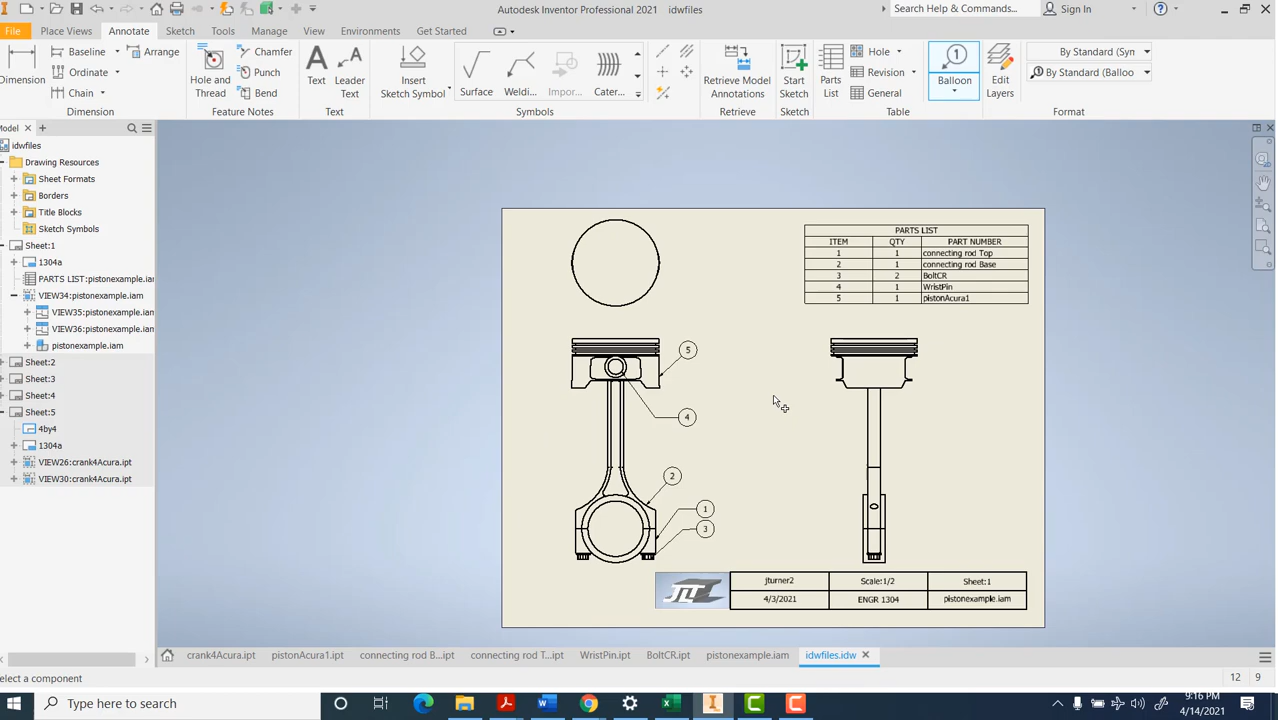 Autodesk Inventor Professional 2021 idwfiles
Search Help & Commands...
Sign In
File
Place Views
Annotate
Sketch
Tools
Manage
View
Environments
Get Started
Dimension
Baseline
Ordinate
Chain
Arrange
Dimension
Hole and
Thread
Chamfer
Punch
Bend
Feature Notes
Text
Leader
Text
Text
Insert
Sketch Symbol
Surface
Weldi...
Impor...
Cater...
Symbols
Retrieve Model
Annotations
Retrieve
Start
Sketch
Sketch
Parts
List
Hole
Revision
General
Table
1
Balloon
Edit
Layers
By Standard (Syn
By Standard (Balloo
Format
Model
idwfiles
Drawing Resources
Sheet Formats
Borders
Title Blocks
Sketch Symbols
Sheet:1
1304a
PARTS LIST:pistonexample.iam
VIEW34:pistonexample.iam
VIEW35:pistonexample.iam
VIEW36:pistonexample.iam
pistonexample.iam
Sheet:2
Sheet:3
Sheet:4
Sheet:5
4by4
1304a
VIEW26:crank4Acura.ipt
VIEW30:crank4Acura.ipt
PARTS LIST
ITEM QTY PART NUMBER
1 1 connecting rod Top
2 1 connecting rod Base
3 2 BoltCR
4 1 WristPin
5 1 pistonAcura1
5
4
2
1
3
JLT
jturner2 Scale:1/2 Sheet:1
4/3/2021 ENGR 1304 pistonexample.iam
crank4Acura.ipt
pistonAcura1.ipt
connecting rod B...ipt
connecting rod T...ipt
WristPin.ipt
BoltCR.ipt
pistonexample.iam
idwfiles.idw
elect a component
12 9
Type here to search
9:16 PM
4/14/2021